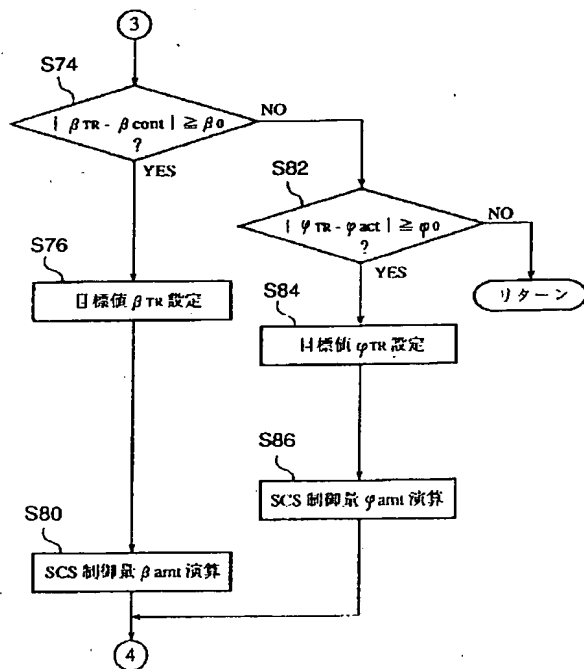 3
S74
| βTR - βcont | ≧ β0
?
NO
YES
S82
| φTR - φact | ≧ φ0
?
NO
YES
S76
目標値 βTR 設定
リターン
S84
目標値 φTR 設定
S86
SCS 制御量 φamt 演算
S80
SCS 制御量 βamt 演算
4